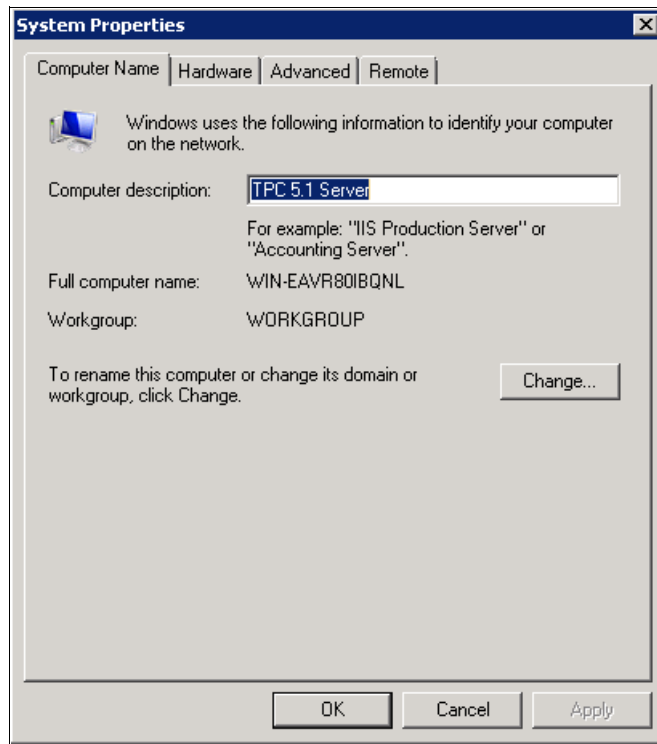 System Properties
Computer Name Hardware Advanced Remote
Windows uses the following information to identify your computer
on the network.
Computer description: TPC 5.1 Server
For example: "IIS Production Server" or
"Accounting Server".
Full computer name: WIN-EAVR80IBQNL
Workgroup: WORKGROUP
To rename this computer or change its domain or
workgroup, click Change.
Change...
OK Cancel Apply